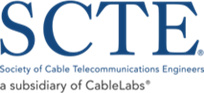 SCTE®
Society of Cable Telecommunications Engineers
a subsidiary of CableLabs®